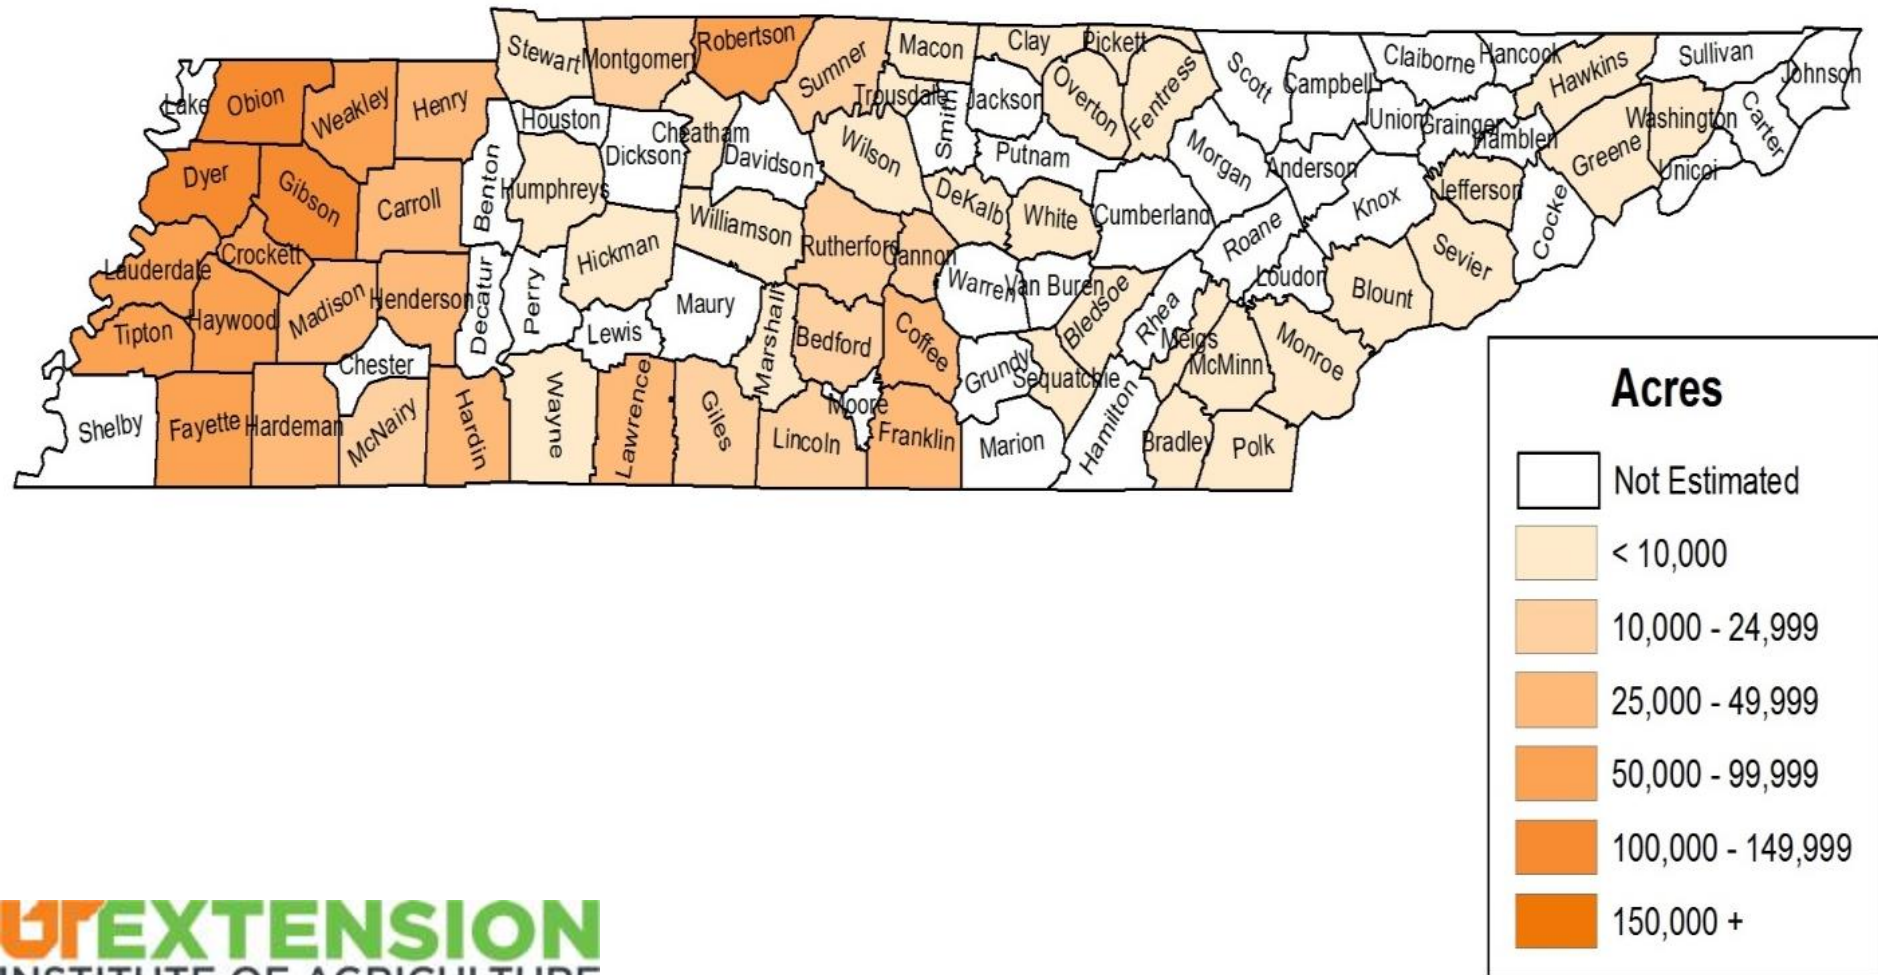 Stewart
Montgomer
Robertson
Sumner
Macon
Clay
Pickett
Scott
Campbell
Claiborne
Hancock
Hawkins
Sullivan
Johnson
Lake
Obion
Weakley
Henry
Houston
Dickson
Cheatham
Davidson
Trousdale
Smith
Jackson
Overton
Fentress
Morgan
Anderson
Union
Grainger
Hamblen
Greene
Washington
Unicoi
Carter
Dyer
Gibson
Carroll
Benton
Humphreys
Wilson
Putnam
DeKalb
White
Cumberland
Roane
Knox
Jefferson
Cocke
Sevier
Lauderdale
Crockett
Madison
Henderson
Decatur
Perry
Hickman
Williamson
Rutherford
Cannon
Warren
Van Buren
Bledsoe
Rhea
Loudon
Blount
Tipton
Haywood
Chester
Lewis
Maury
Marshall
Bedford
Coffee
Grundy
Sequatchie
Meigs
McMinn
Monroe
Shelby
Fayette
Hardeman
McNairy
Hardin
Wayne
Lawrence
Giles
Lincoln
Moore
Franklin
Marion
Hamilton
Bradley
Polk
Acres
Not Estimated
< 10,000
10,000 - 24,999
25,000 - 49,999
50,000 - 99,999
100,000 - 149,999
150,000 +
UT EXTENSION
INSTITUTE OF AGRICULTURE